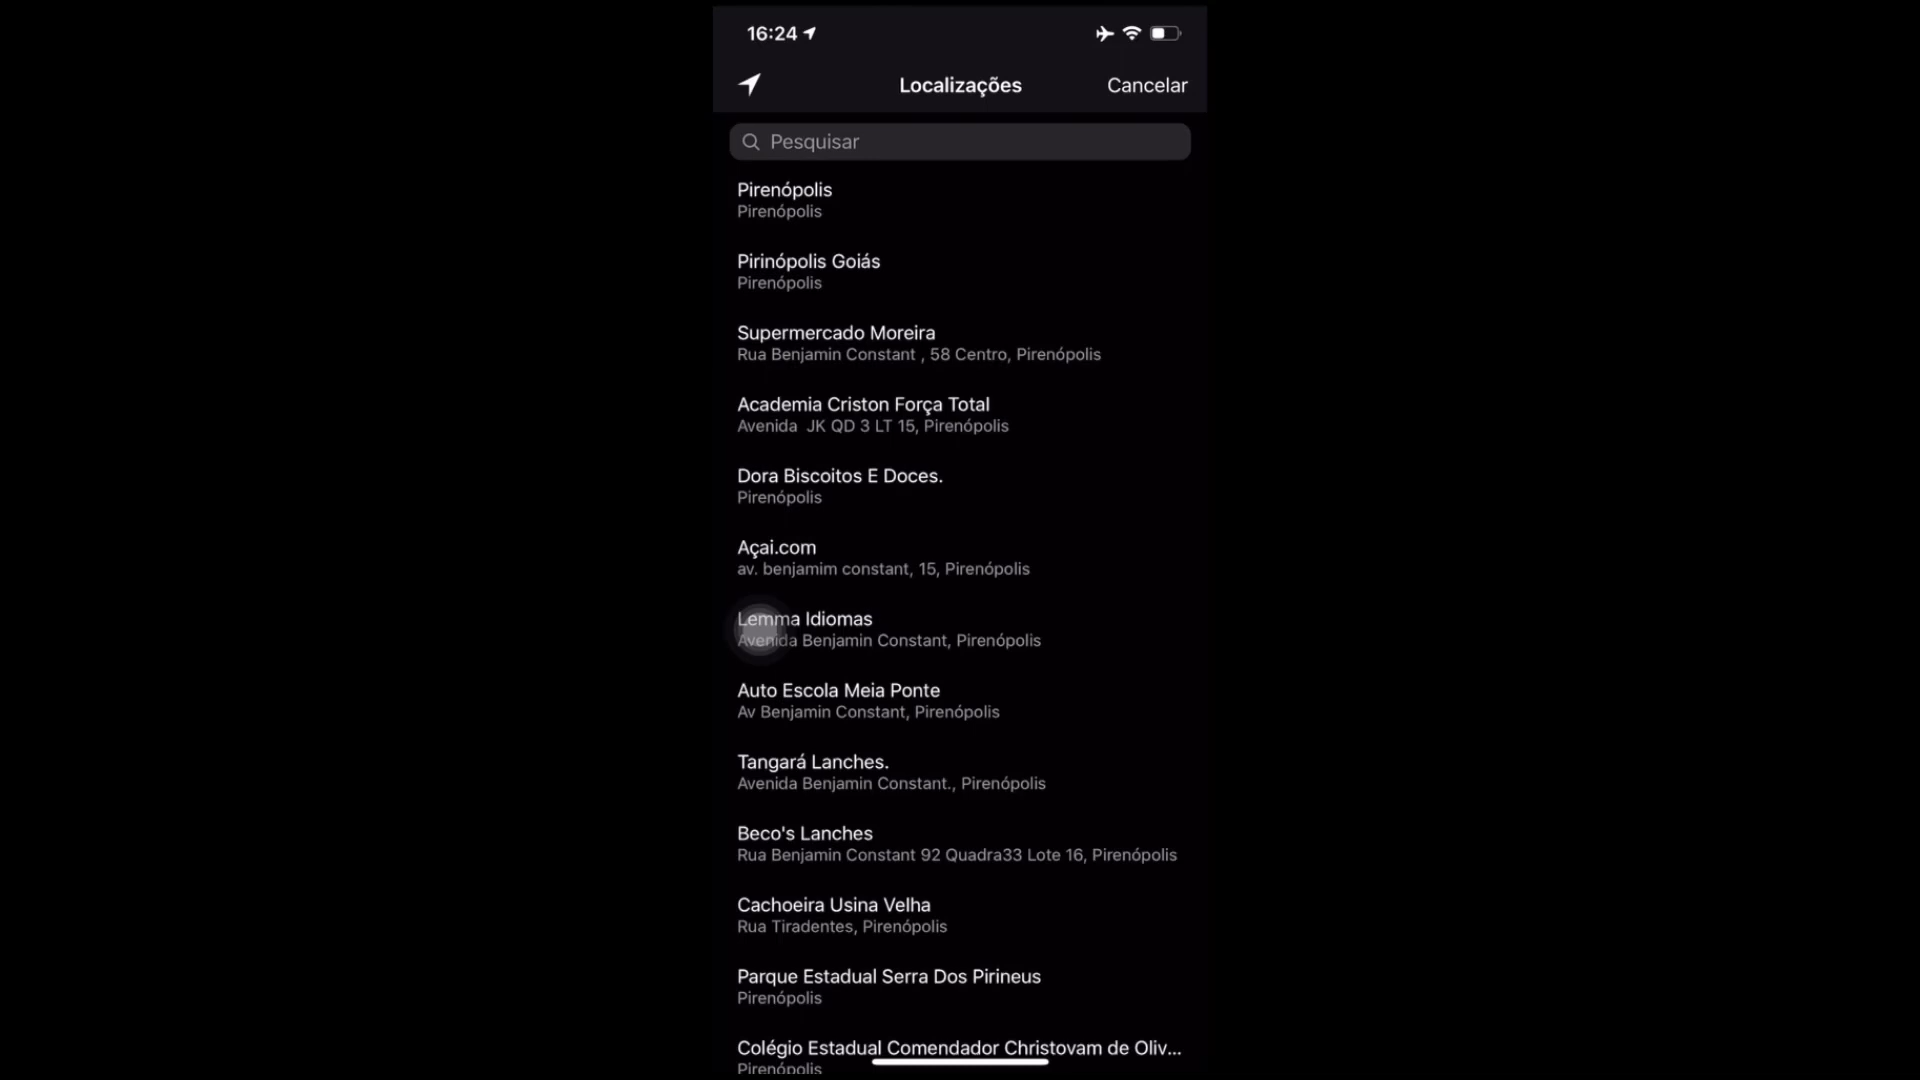 16:24
Localizações
Cancelar
Pesquisar
Pirenópolis
Pirenópolis
Pirinópolis Goiás
Pirenópolis
Supermercado Moreira
Rua Benjamin Constant , 58 Centro, Pirenópolis
Academia Criston Força Total
Avenida  JK QD 3 LT 15, Pirenópolis
Dora Biscoitos E Doces.
Pirenópolis
Açai.com
av. benjamim constant, 15, Pirenópolis
Lemma Idiomas
Avenida Benjamin Constant, Pirenópolis
Auto Escola Meia Ponte
Av Benjamin Constant, Pirenópolis
Tangará Lanches.
Avenida Benjamin Constant., Pirenópolis
Beco's Lanches
Rua Benjamin Constant 92 Quadra33 Lote 16, Pirenópolis
Cachoeira Usina Velha
Rua Tiradentes, Pirenópolis
Parque Estadual Serra Dos Pirineus
Pirenópolis
Colégio Estadual Comendador Christovam de Oliv...
Pirenópolis